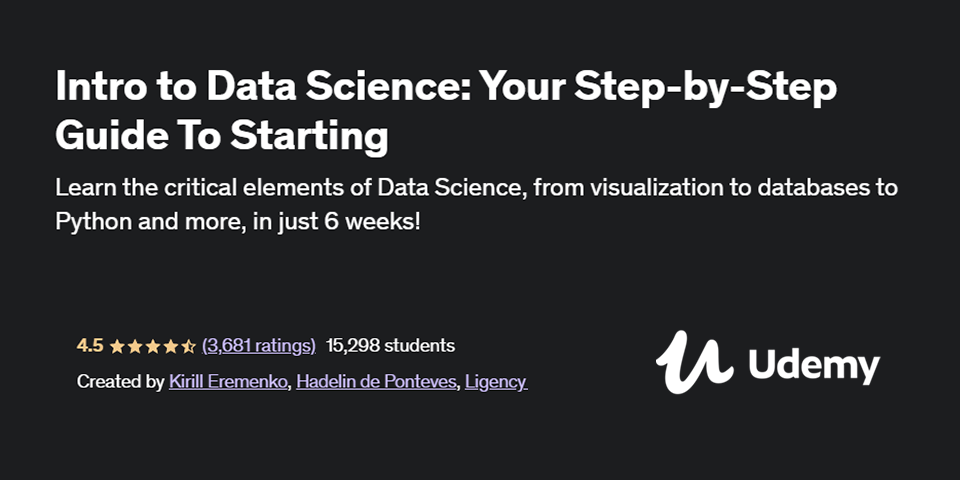 Intro to Data Science: Your Step-by-Step
Guide To Starting
Learn the critical elements of Data Science, from visualization to databases to
Python and more, in just 6 weeks!
4.5 (3,681 ratings) 15,298 students
Created by Kirill Eremenko, Hadelin de Ponteves, Ligency
Udemy